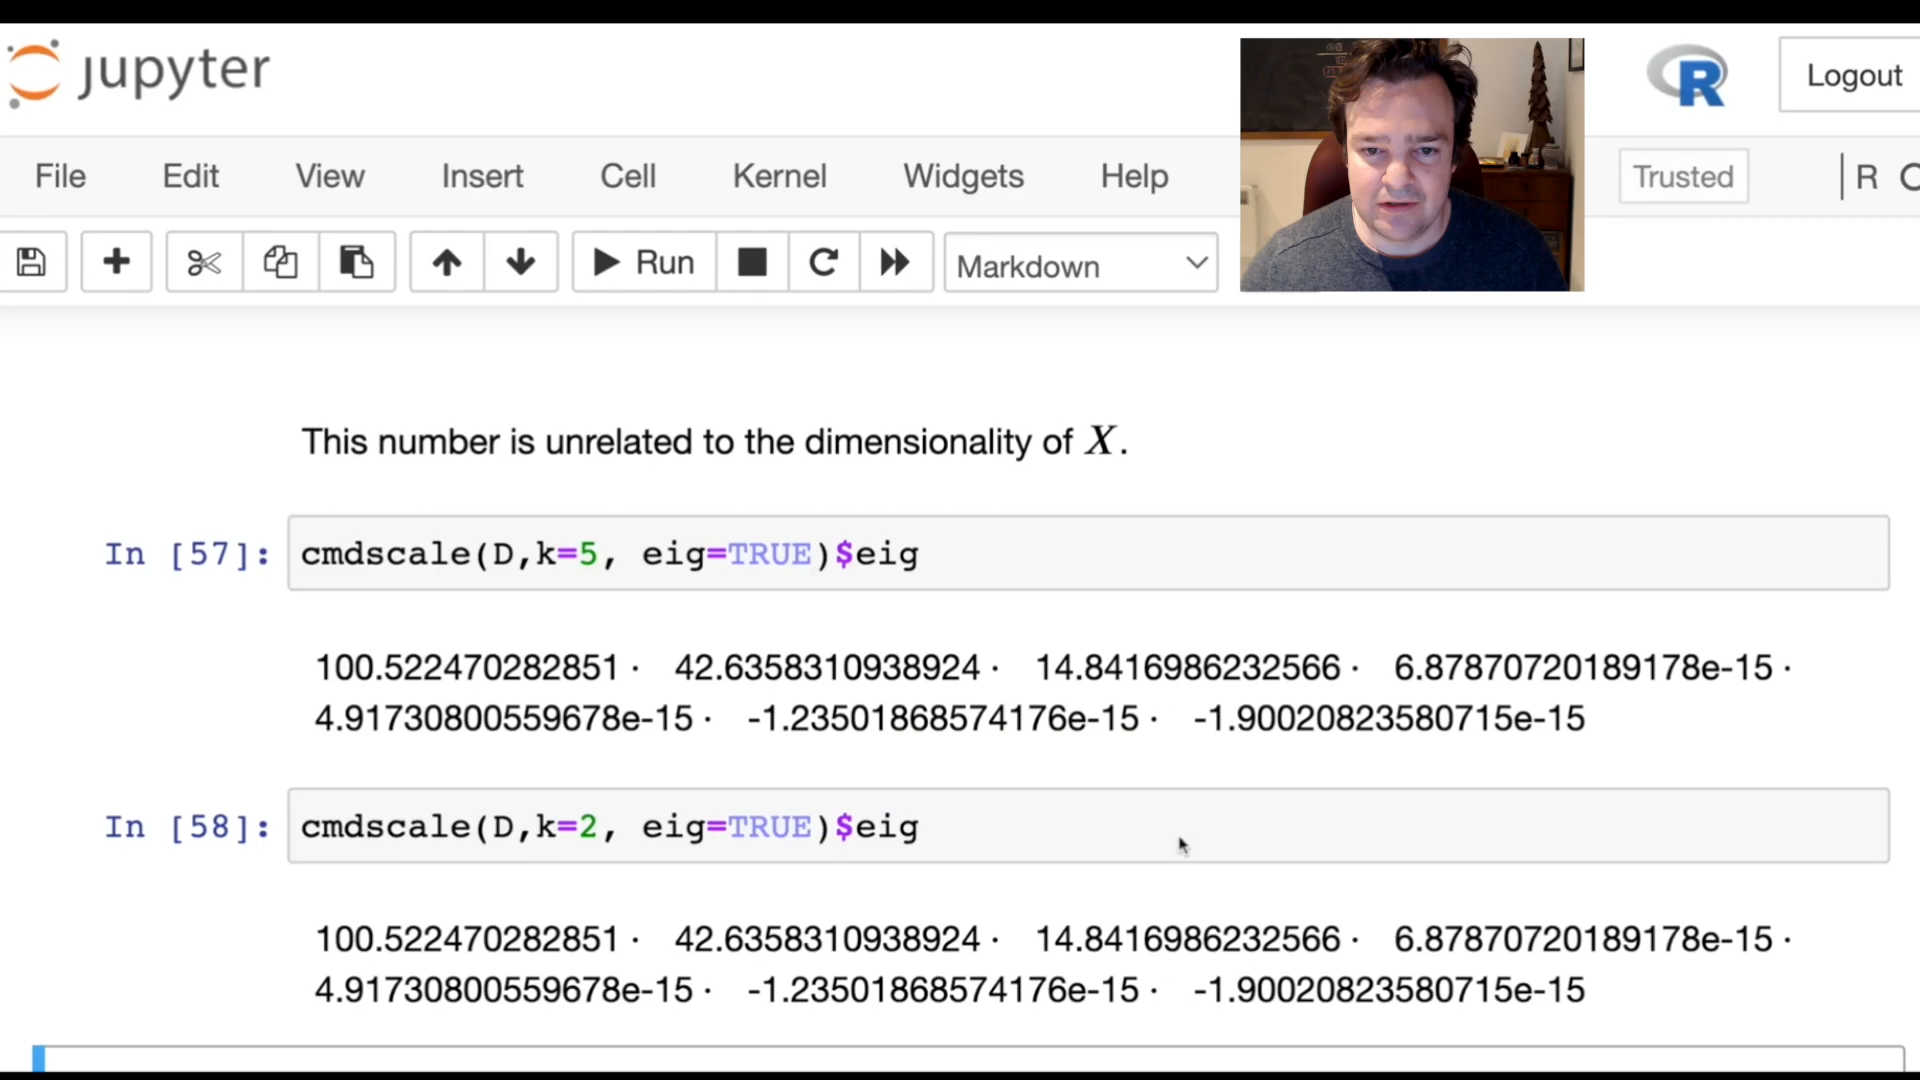 jupyter
R
Logout
File Edit View Insert Cell Kernel Widgets Help Trusted R
Run Markdown
This number is unrelated to the dimensionality of X.
In [57]: cmdscale(D,k=5, eig=TRUE)$eig
100.522470282851 · 42.6358310938924 · 14.8416986232566 · 6.87870720189178e-15 ·
4.91730800559678e-15 · -1.23501868574176e-15 · -1.90020823580715e-15
In [58]: cmdscale(D,k=2, eig=TRUE)$eig
100.522470282851 · 42.6358310938924 · 14.8416986232566 · 6.87870720189178e-15 ·
4.91730800559678e-15 · -1.23501868574176e-15 · -1.90020823580715e-15